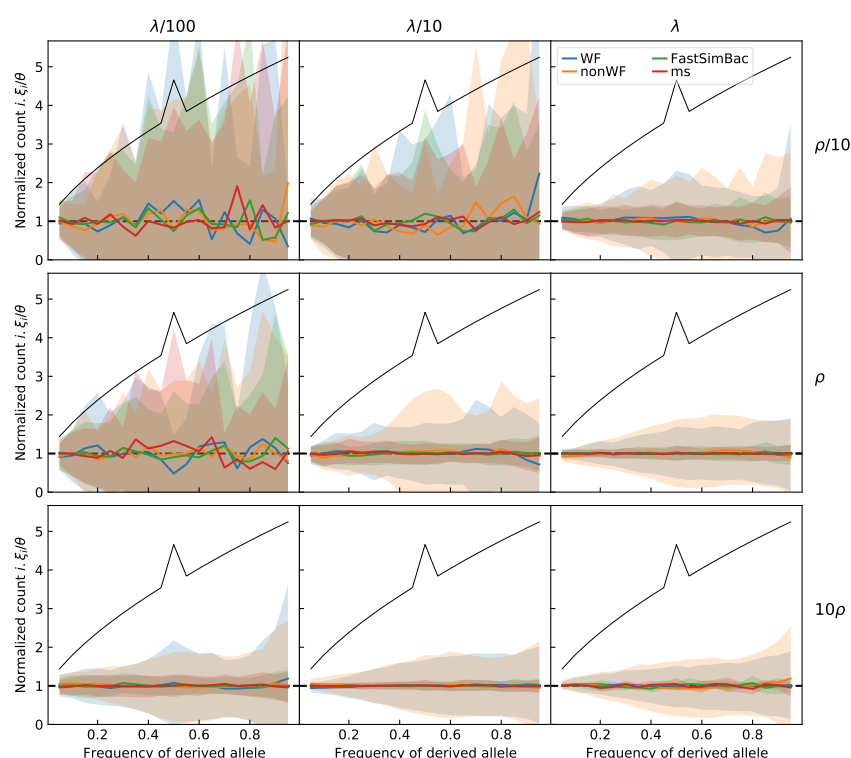 λ/100 λ/10 λ
Normalized count i. ξᵢ/θ
5
4
3
2
1
0
WF FastSimBac
nonWF ms
ρ/10
Normalized count i. ξᵢ/θ
5
4
3
2
1
0
ρ
Normalized count i. ξᵢ/θ
5
4
3
2
1
0
10ρ
0.2 0.4 0.6 0.8 0.2 0.4 0.6 0.8 0.2 0.4 0.6 0.8
Frequency of derived allele Frequency of derived allele Frequency of derived allele